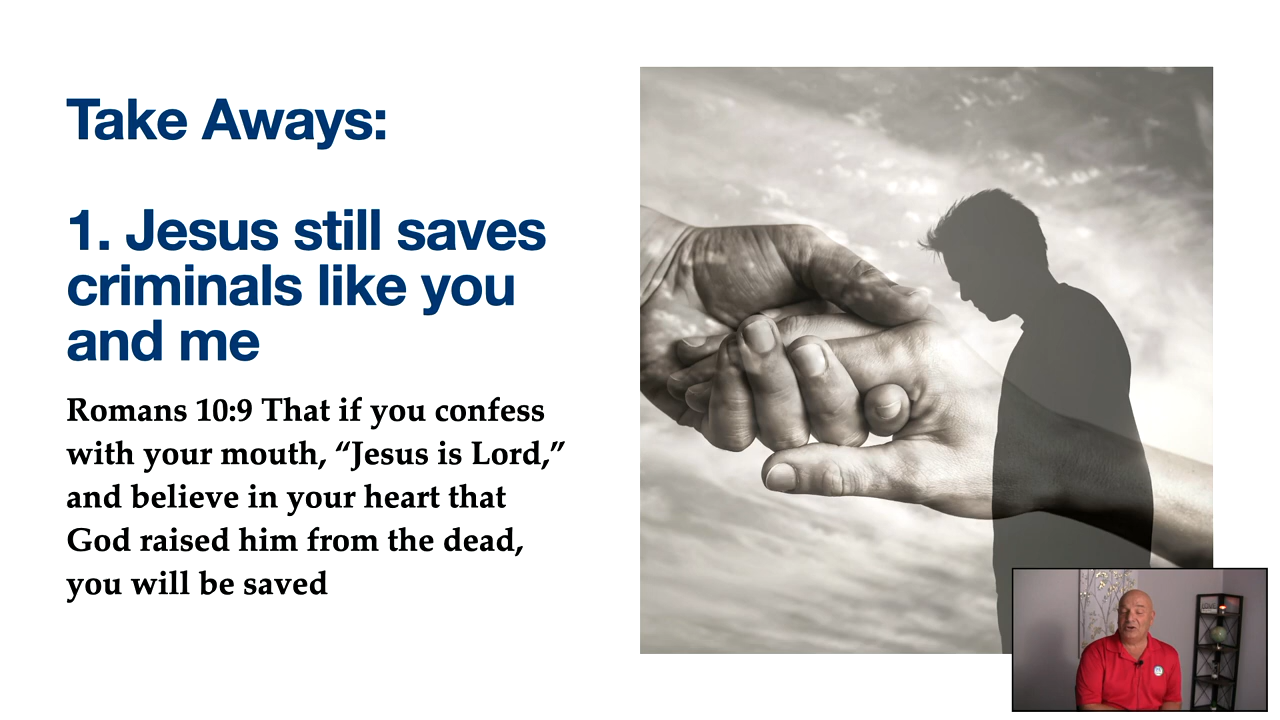 Take Aways:
1. Jesus still saves
criminals like you
and me
Romans 10:9 That if you confess
with your mouth, “Jesus is Lord,”
and believe in your heart that
God raised him from the dead,
you will be saved